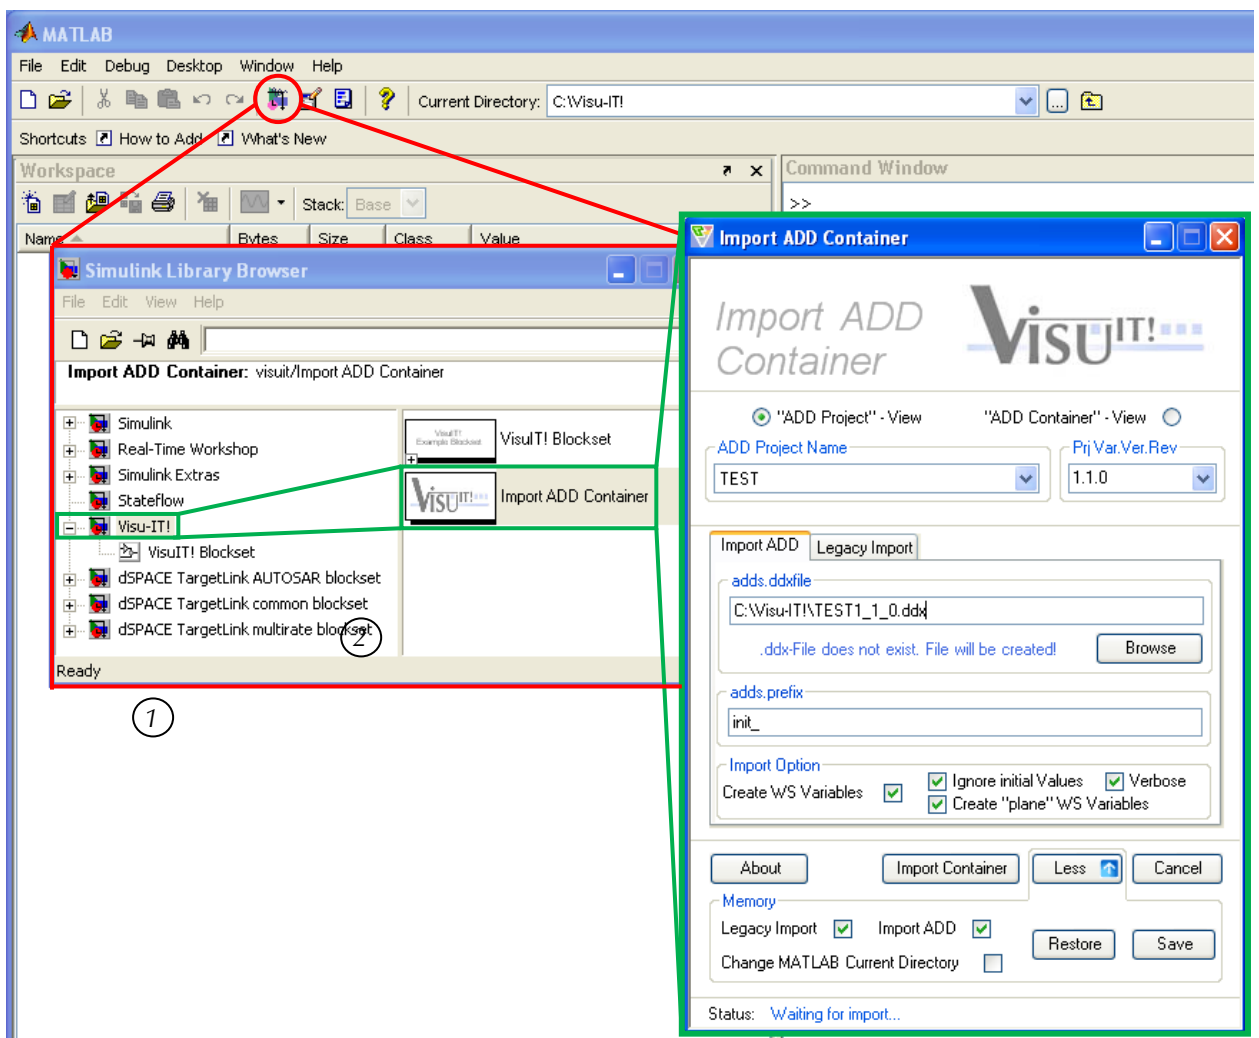 MATLAB
File Edit Debug Desktop Window Help
Current Directory: C:\Visu-IT!
Shortcuts How to Add What's New
Workspace
Stack: Base
Name Bytes Size Class Value
Command Window
>>
Simulink Library Browser
File Edit View Help
Import ADD Container: visuit/Import ADD Container
Simulink
Real-Time Workshop
Simulink Extras
Stateflow
Visu-IT!
VisuIT! Blockset
dSPACE TargetLink AUTOSAR blockset
dSPACE TargetLink common blockset
dSPACE TargetLink multirate blockset
VisuIT!
Example Blockset
VisuIT! Blockset
VISUIT!
Import ADD Container
Ready
1
2
Import ADD Container
Import ADD
Container
VISUIT!
"ADD Project" - View "ADD Container" - View
ADD Project Name Prj Var.Ver.Rev
TEST 1.1.0
Import ADD Legacy Import
adds.ddxfile
C:\Visu-IT!\TEST1_1_0.ddx
.ddx-File does not exist. File will be created! Browse
adds.prefix
init_
Import Option
Create WS Variables Ignore initial Values Verbose
Create "plane" WS Variables
About Import Container Less Cancel
Memory
Legacy Import Import ADD
Restore Save
Change MATLAB Current Directory
Status: Waiting for import...